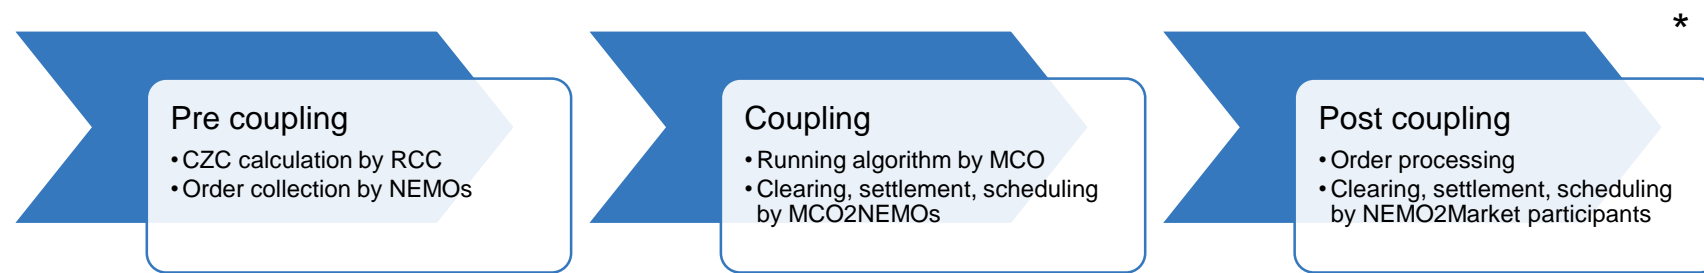 *
Pre coupling
•CZC calculation by RCC
•Order collection by NEMOs
Coupling
•Running algorithm by MCO
•Clearing, settlement, scheduling
by MCO2NEMOs
Post coupling
•Order processing
•Clearing, settlement, scheduling
by NEMO2Market participants